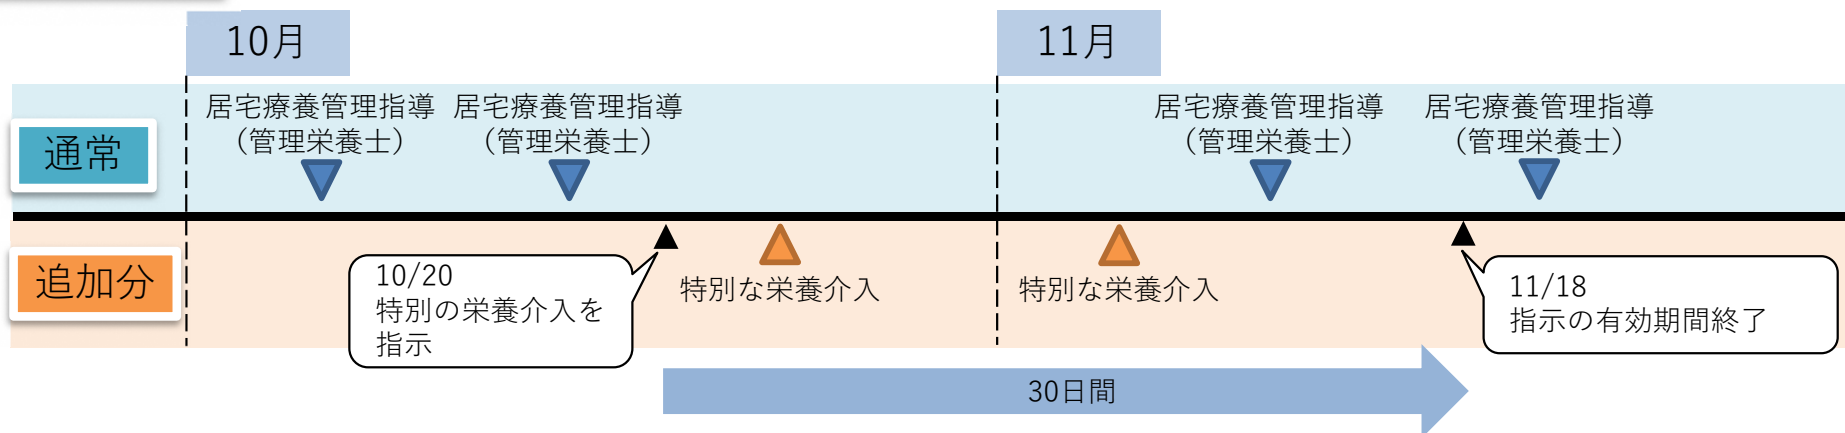 10月
11月
通常
居宅療養管理指導
（管理栄養士）
居宅療養管理指導
（管理栄養士）
居宅療養管理指導
（管理栄養士）
居宅療養管理指導
（管理栄養士）
追加分
10/20
特別の栄養介入を
指示
特別な栄養介入
特別な栄養介入
11/18
指示の有効期間終了
30日間